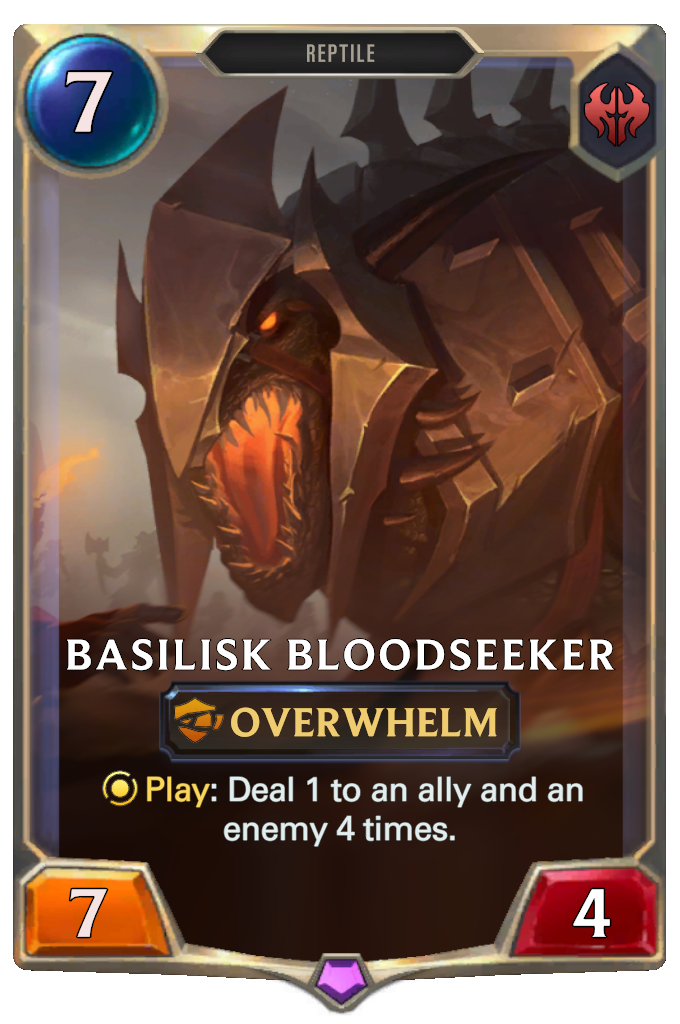 REPTILE
7
BASILISK BLOODSEEKER
OVERWHELM
Play: Deal 1 to an ally and an
enemy 4 times.
7
4